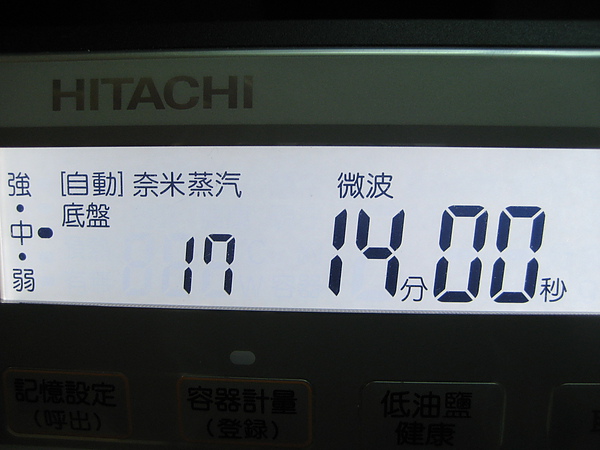 HITACHI
強 [自動] 奈米蒸汽 微波
底盤
中
弱
17 14分00秒
記憶設定 容器計量 低油鹽
(呼出) (登錄) 健康